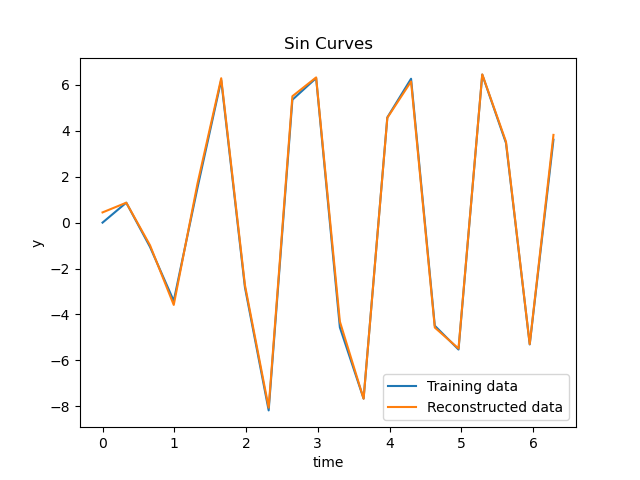 Sin Curves
y
6
4
2
0
−2
−4
−6
−8
Training data
Reconstructed data
0 1 2 3 4 5 6
time